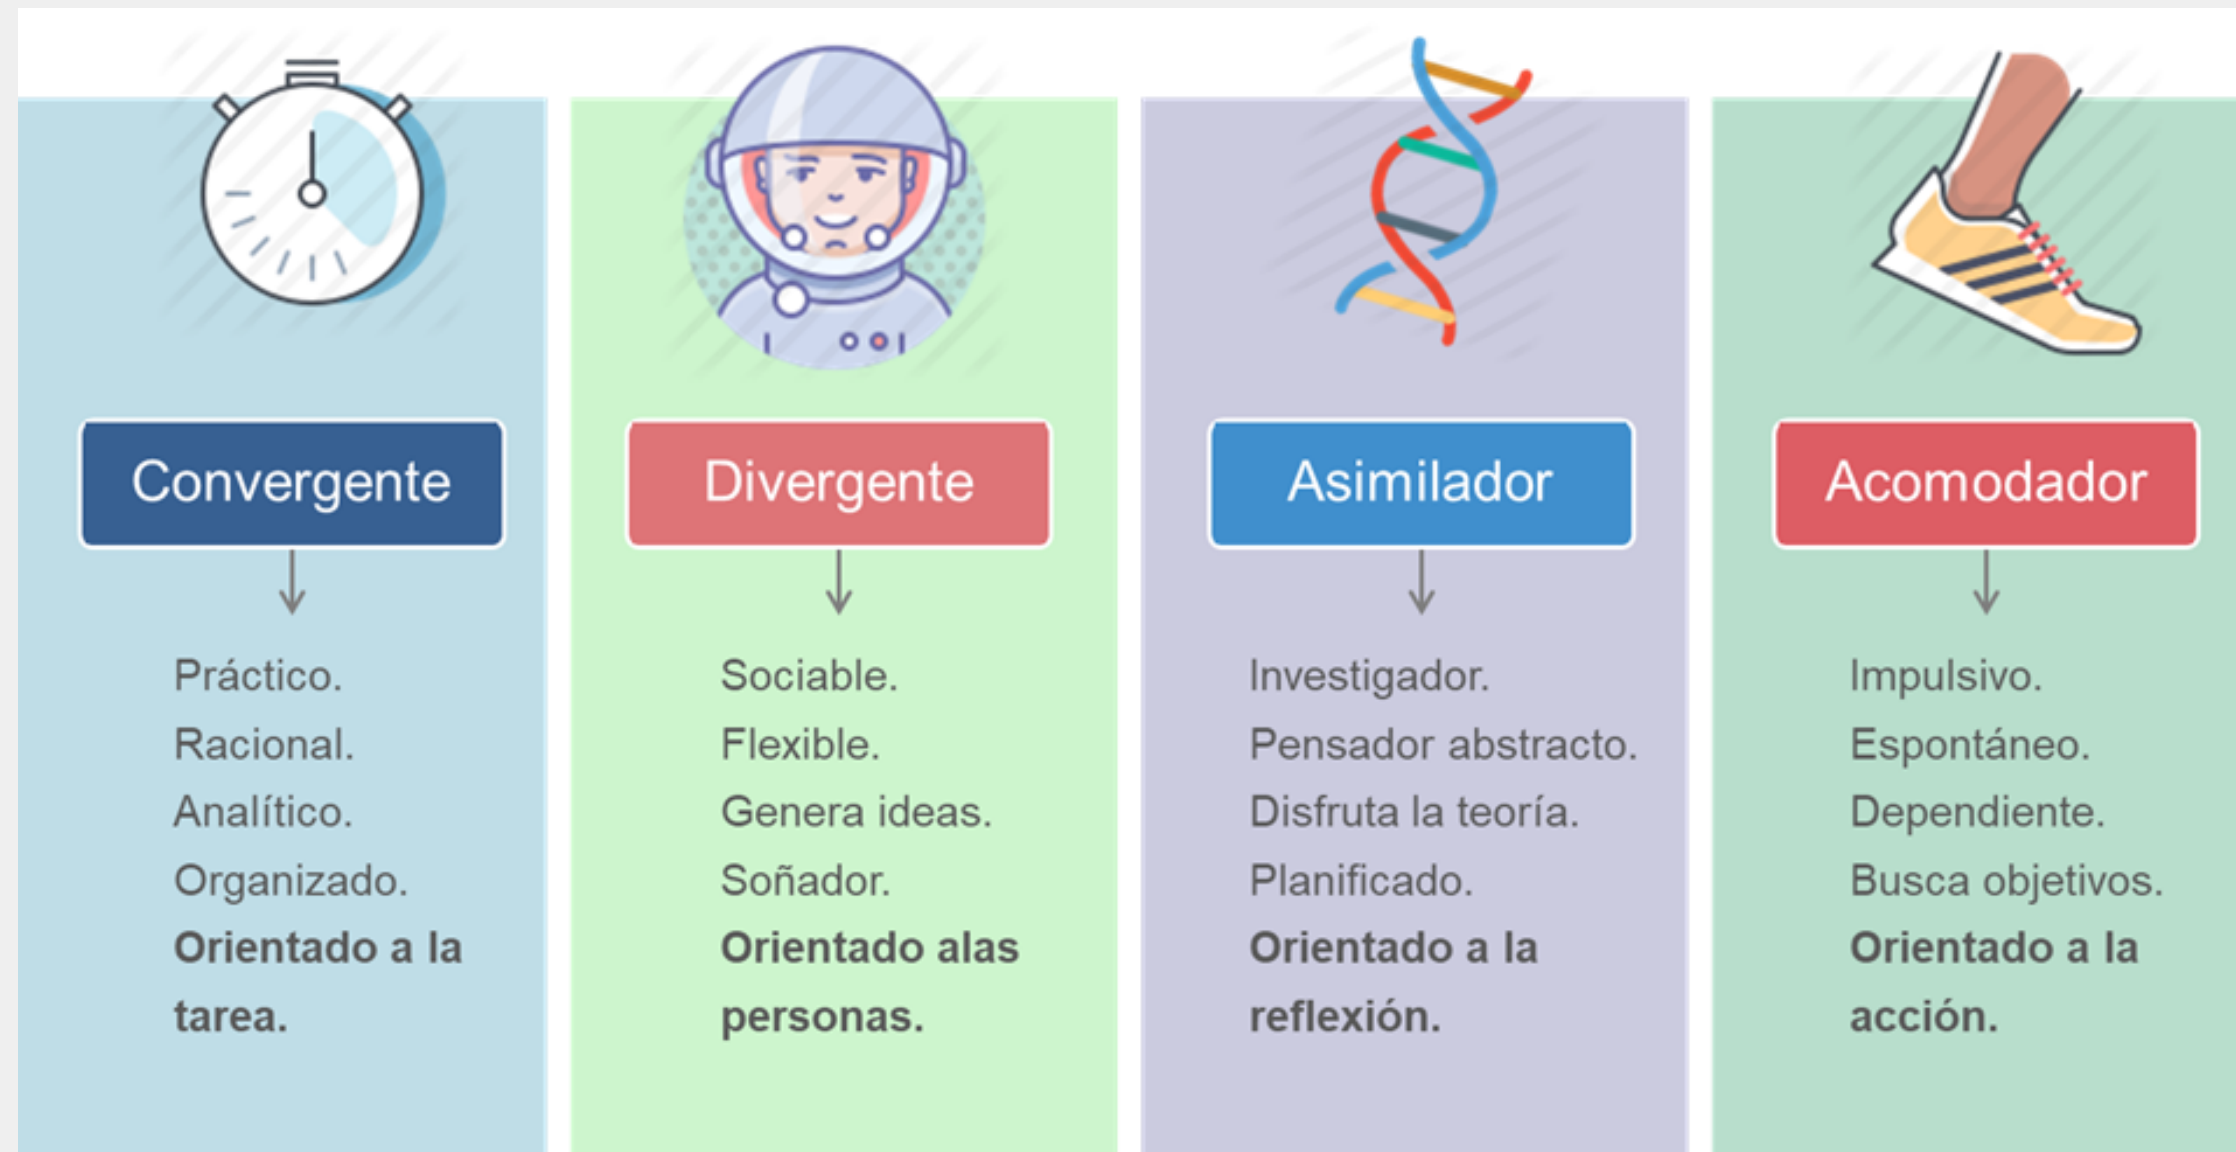 Convergente
Práctico.
Racional.
Analítico.
Organizado.
Orientado a la
tarea.
Divergente
Sociable.
Flexible.
Genera ideas.
Soñador.
Orientado alas
personas.
Asimilador
Investigador.
Pensador abstracto.
Disfruta la teoría.
Planificado.
Orientado a la
reflexión.
Acomodador
Impulsivo.
Espontáneo.
Dependiente.
Busca objetivos.
Orientado a la
acción.